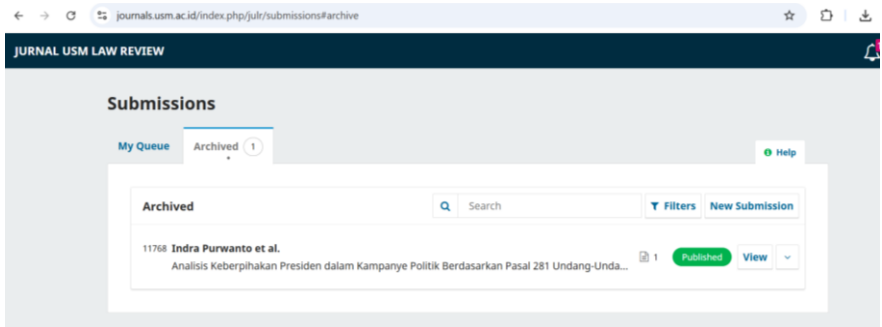 journals.usm.ac.id/index.php/julr/submissions#archive
JURNAL USM LAW REVIEW
Submissions
My Queue Archived 1
Help
Archived Search Filters New Submission
11768 Indra Purwanto et al.
Analisis Keberpihakan Presiden dalam Kampanye Politik Berdasarkan Pasal 281 Undang-Unda... 1 Published View